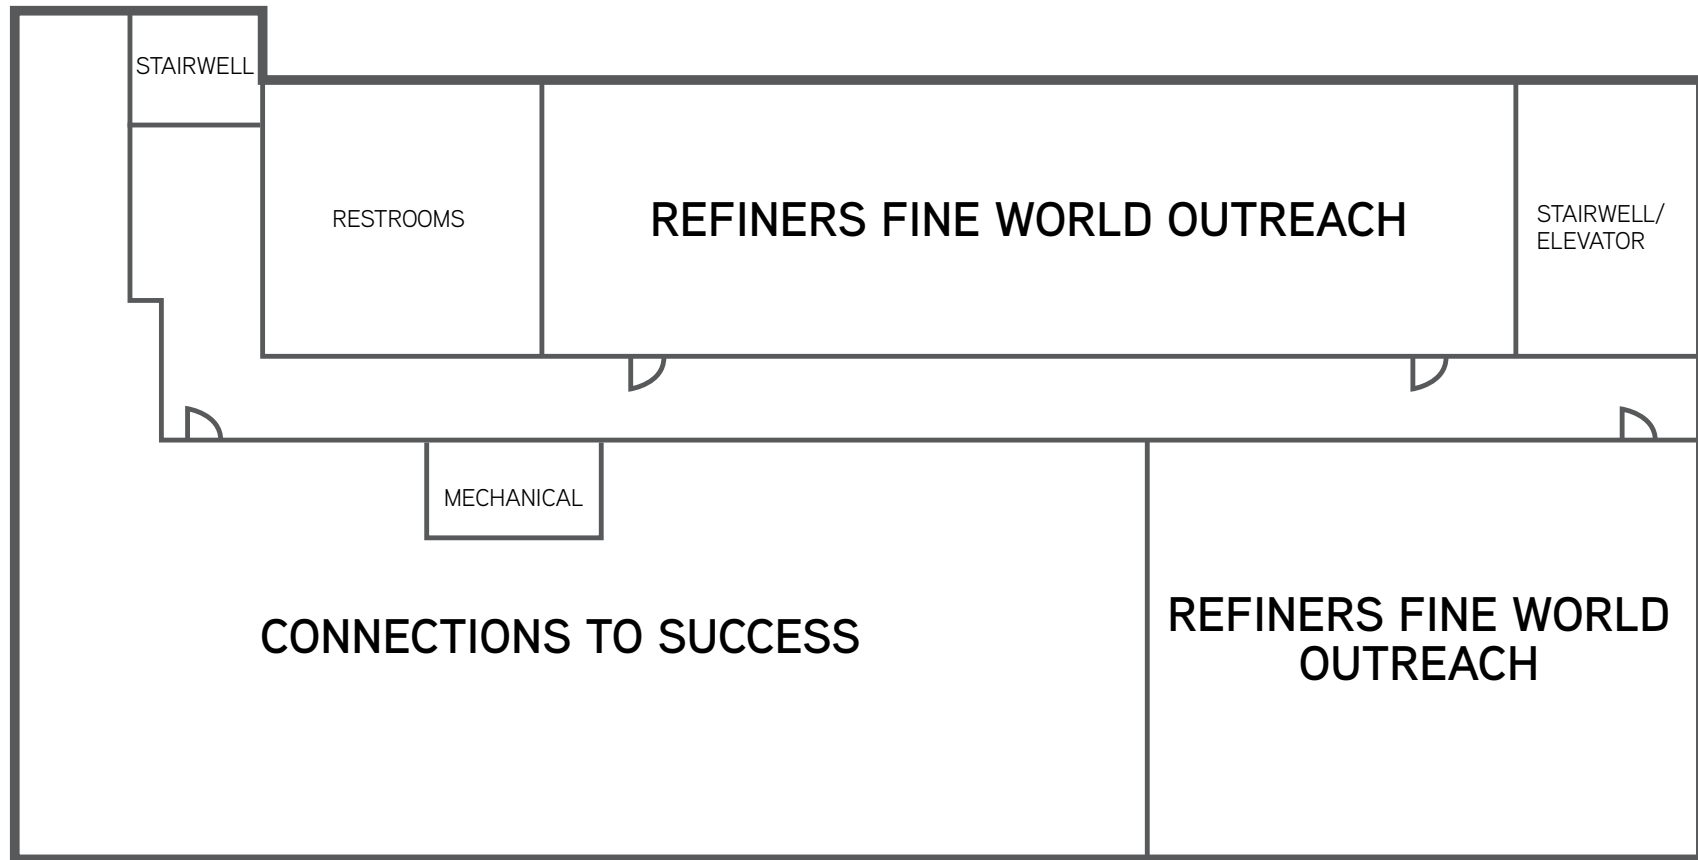 STAIRWELL
RESTROOMS
REFINERS FINE WORLD OUTREACH
STAIRWELL/
ELEVATOR
MECHANICAL
CONNECTIONS TO SUCCESS
REFINERS FINE WORLD
OUTREACH